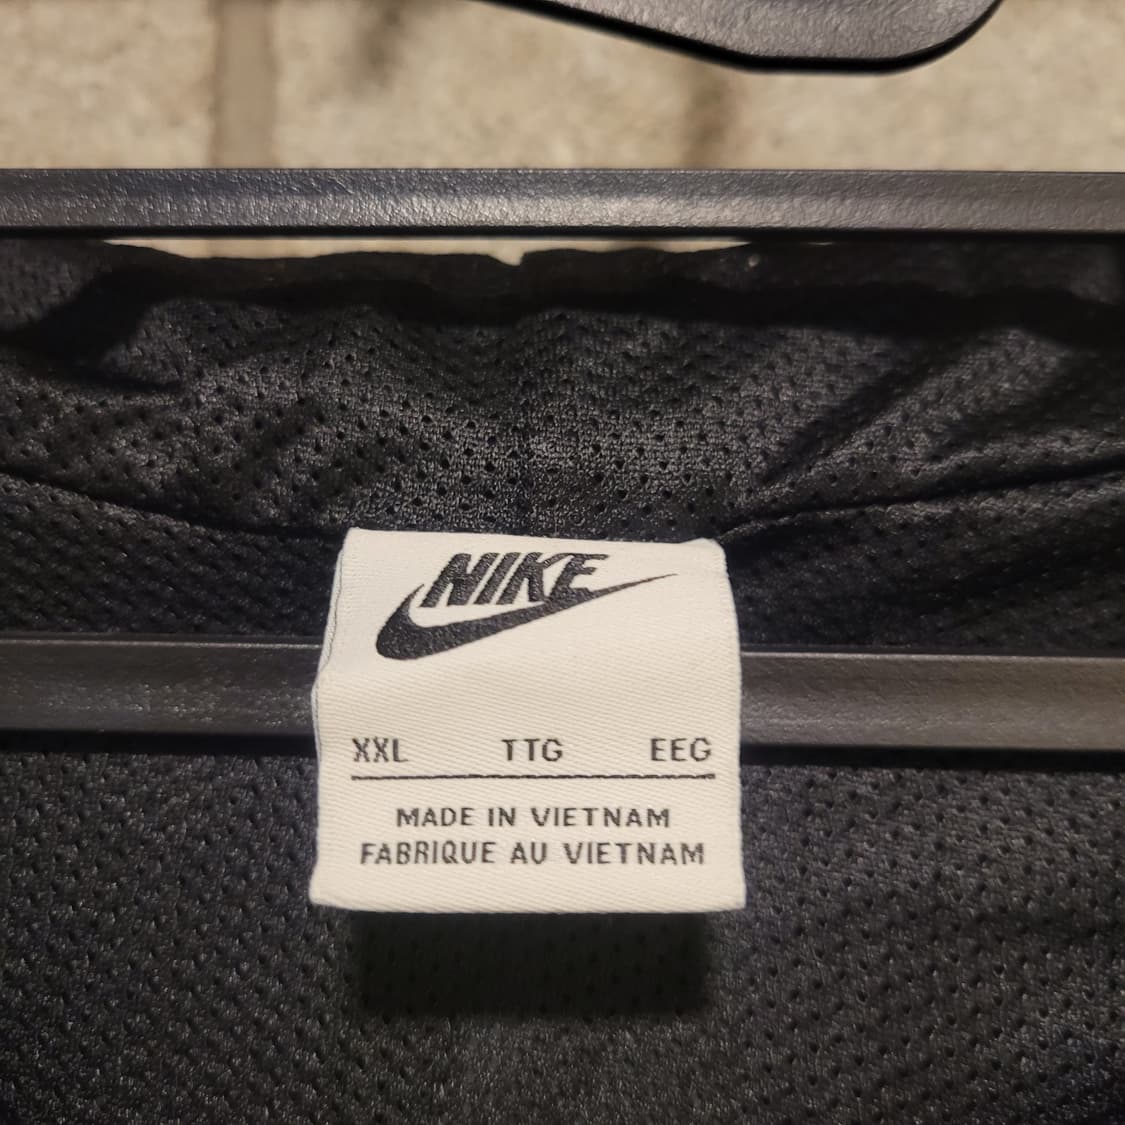 NIKE
XXL TTG EEG
MADE IN VIETNAM
FABRIQUE AU VIETNAM